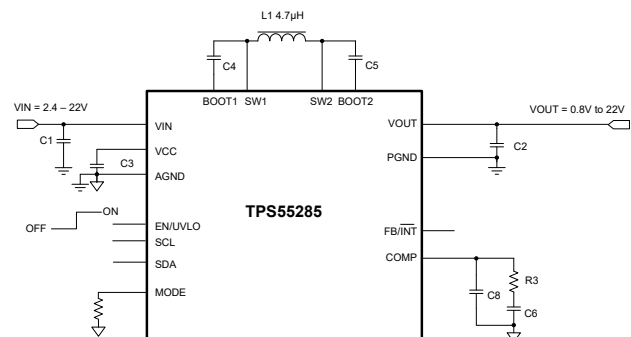 L1 4.7µH
C4
C5
BOOT1 SW1
SW2 BOOT2
VIN = 2.4 – 22V
VOUT = 0.8V to 22V
C1
VIN
VOUT
C2
VCC
C3
PGND
AGND
TPS55285
ON
OFF
EN/UVLO
FB/INT
SCL
COMP
SDA
R3
MODE
C8
C6